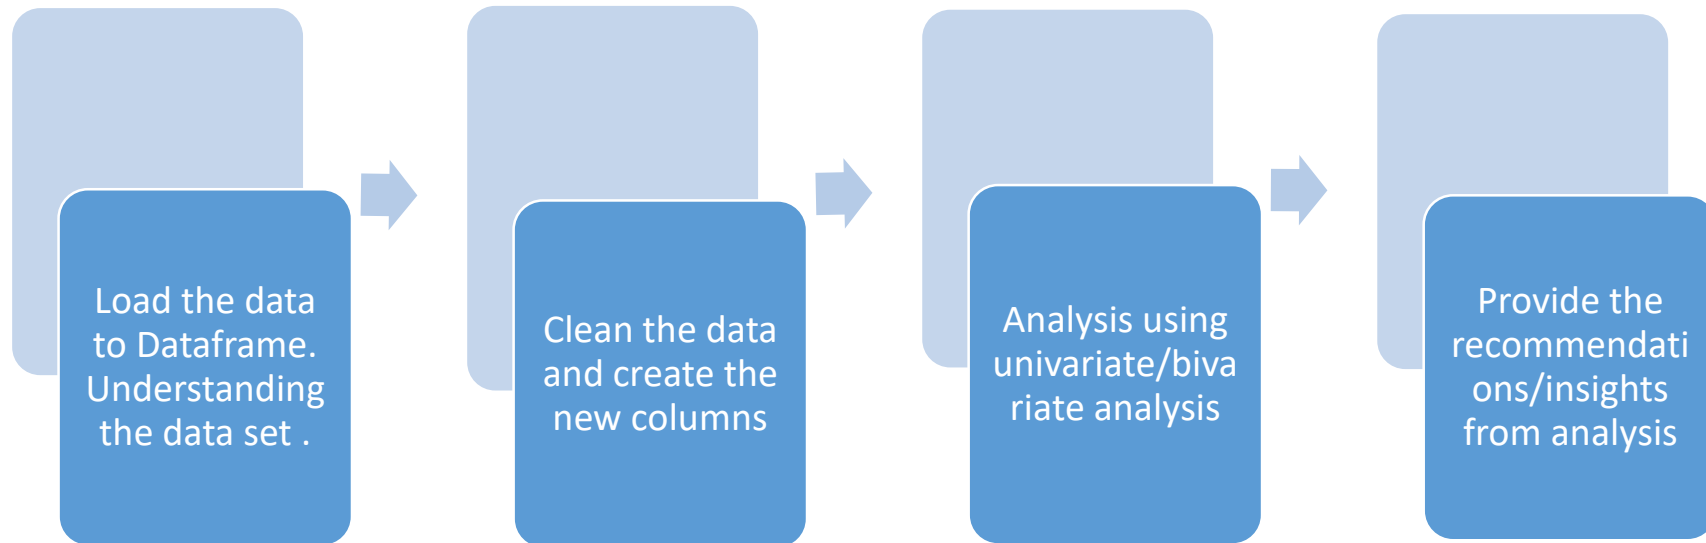 Load the data
to Dataframe.
Understanding
the data set .
Clean the data
and create the
new columns
Analysis using
univariate/biva
riate analysis
Provide the
recommendati
ons/insights
from analysis